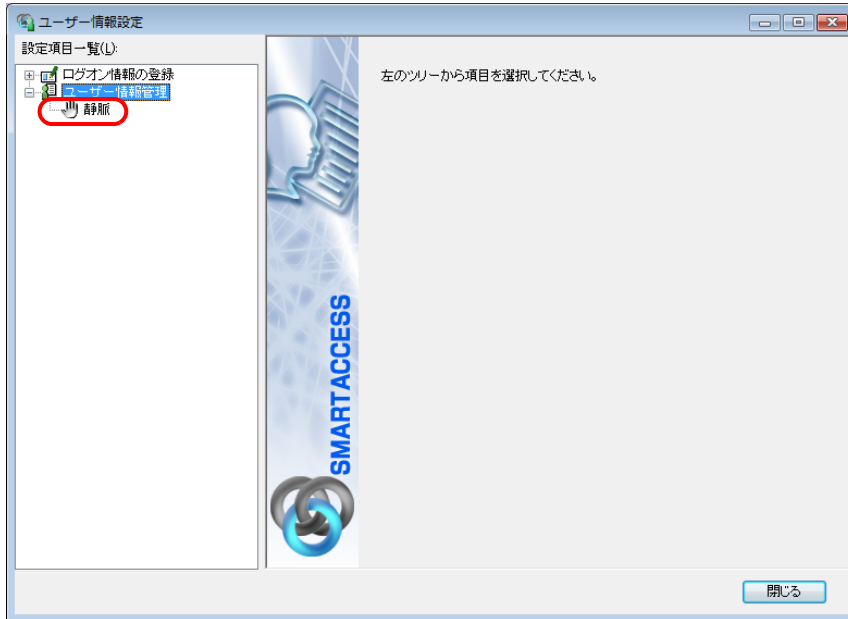 ユーザー情報設定
設定項目一覧(L):
ログオン情報の登録
ユーザー情報管理
静脈
左のツリーから項目を選択してください。
SMARTACCESS
閉じる